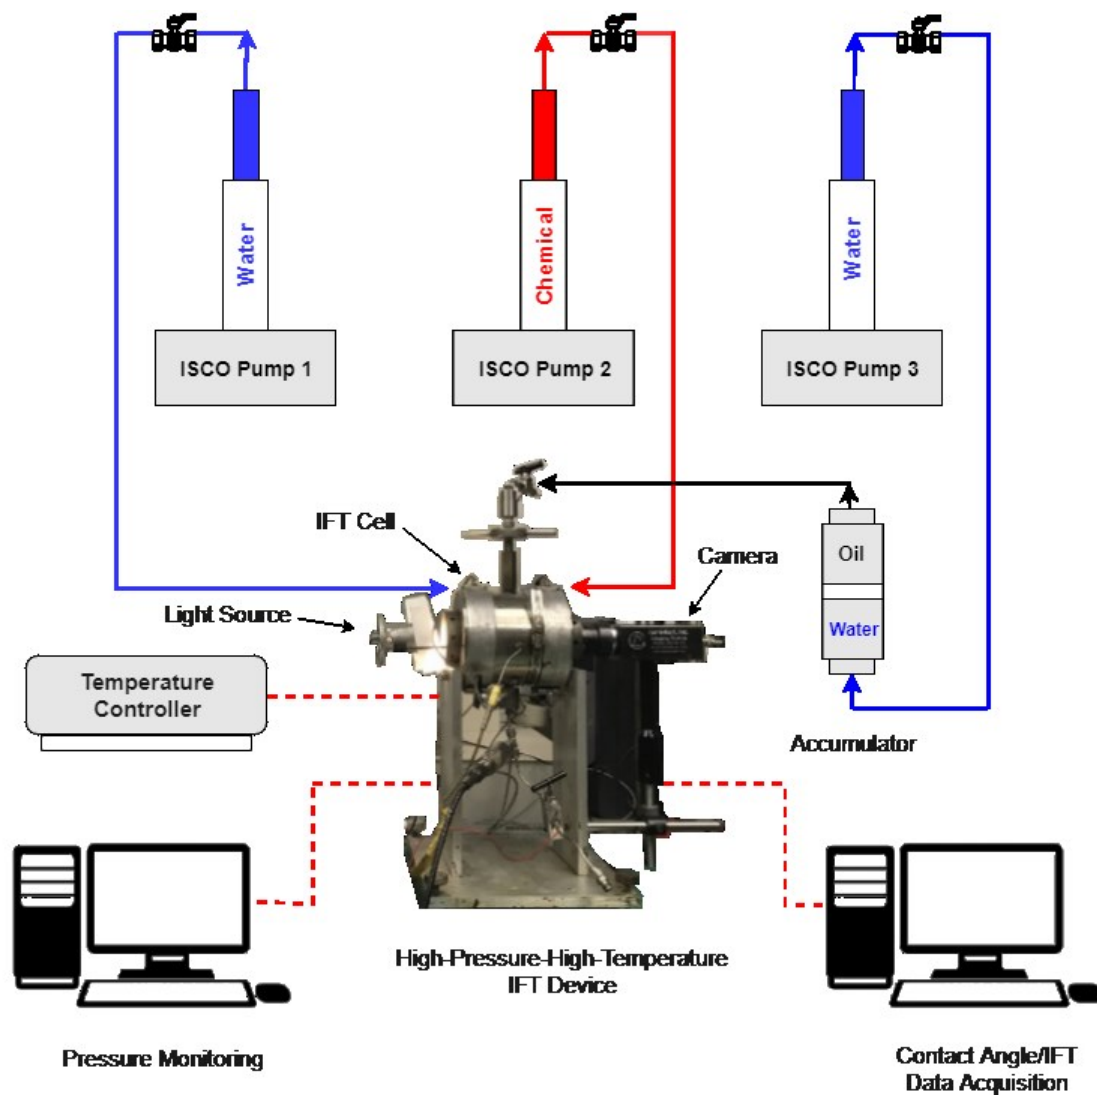 Water
Chemical
Water
ISCO Pump 1
ISCO Pump 2
ISCO Pump 3
IFT Cell
Camera
Oil
Water
Light Source
Temperature
Controller
Accumulator
High-Pressure-High-Temperature
IFT Device
Pressure Monitoring
Contact Angle/IFT
Data Acquisition